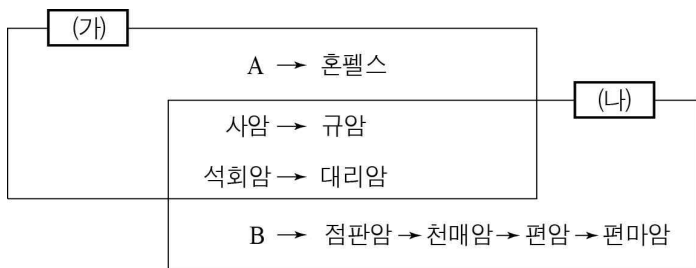 (가)
A → 혼펠스
(나)
사암 → 규암
석회암 → 대리암
B → 점판암 → 천매암 → 편암 → 편마암